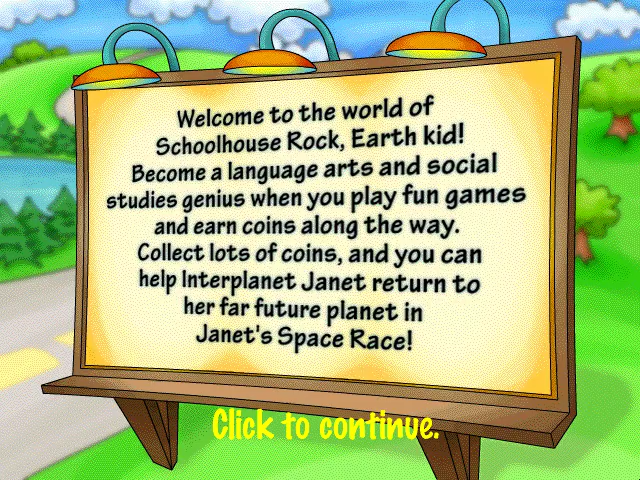 Welcome to the world of
Schoolhouse Rock, Earth kid!
Become a language arts and social
studies genius when you play fun games
and earn coins along the way.
Collect lots of coins, and you can
help Interplanet Janet return to
her far future planet in
Janet's Space Race!
Click to continue.